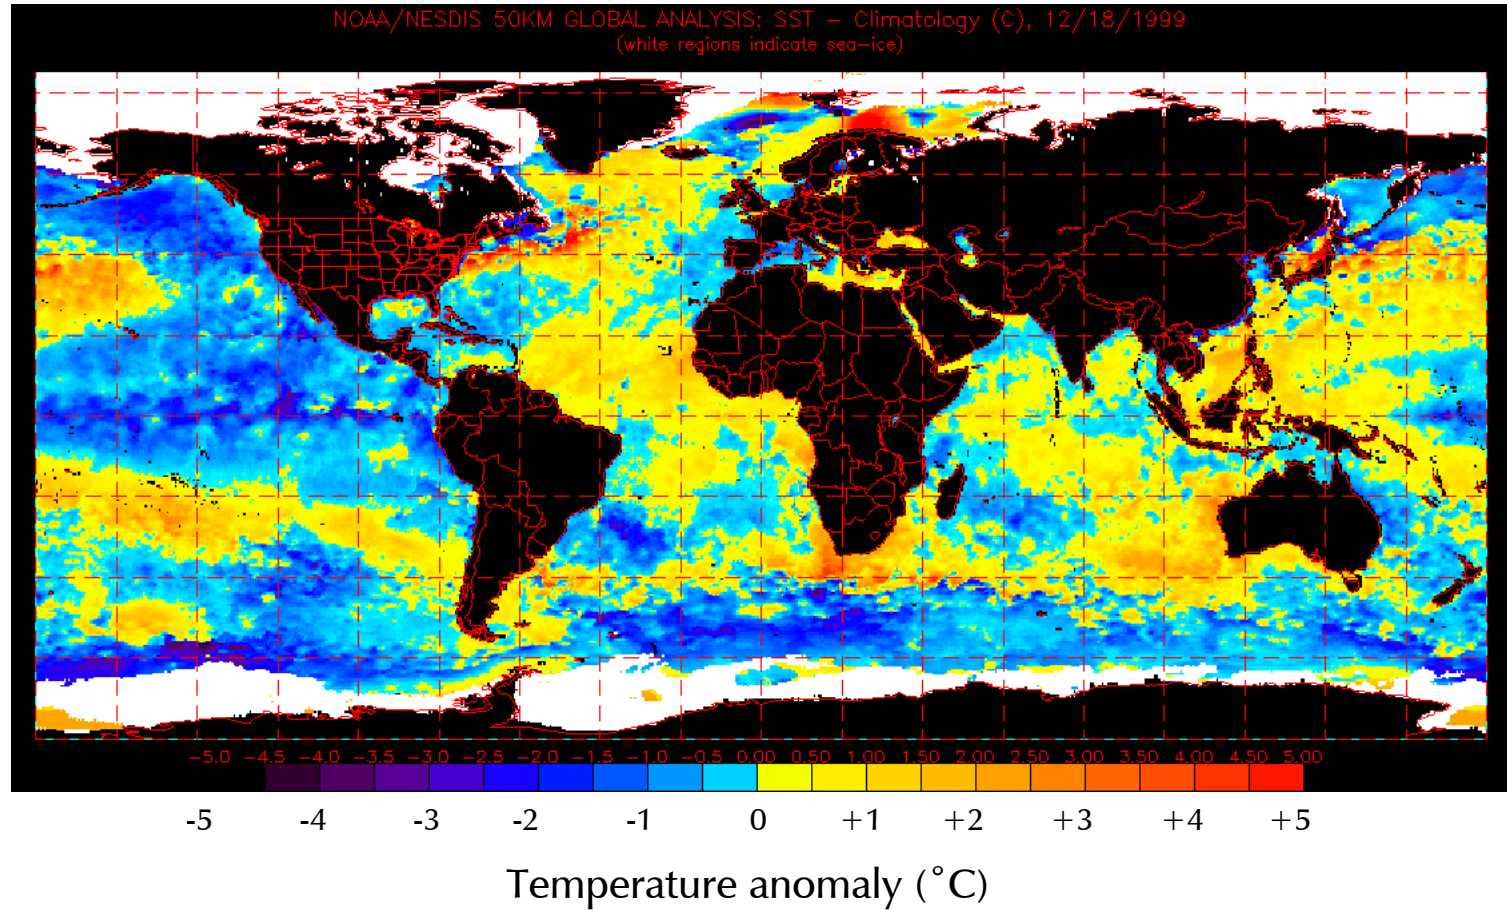 NOAA/NESDIS 50KM GLOBAL ANALYSIS: SST – Climatology (C), 12/18/1999
(white regions indicate sea-ice)
-5.0 -4.5 -4.0 -3.5 -3.0 -2.5 -2.0 -1.5 -1.0 -0.5 0.00 0.50 1.00 1.50 2.00 2.50 3.00 3.50 4.00 4.50 5.00
-5 -4 -3 -2 -1 0 +1 +2 +3 +4 +5
Temperature anomaly (˚C)